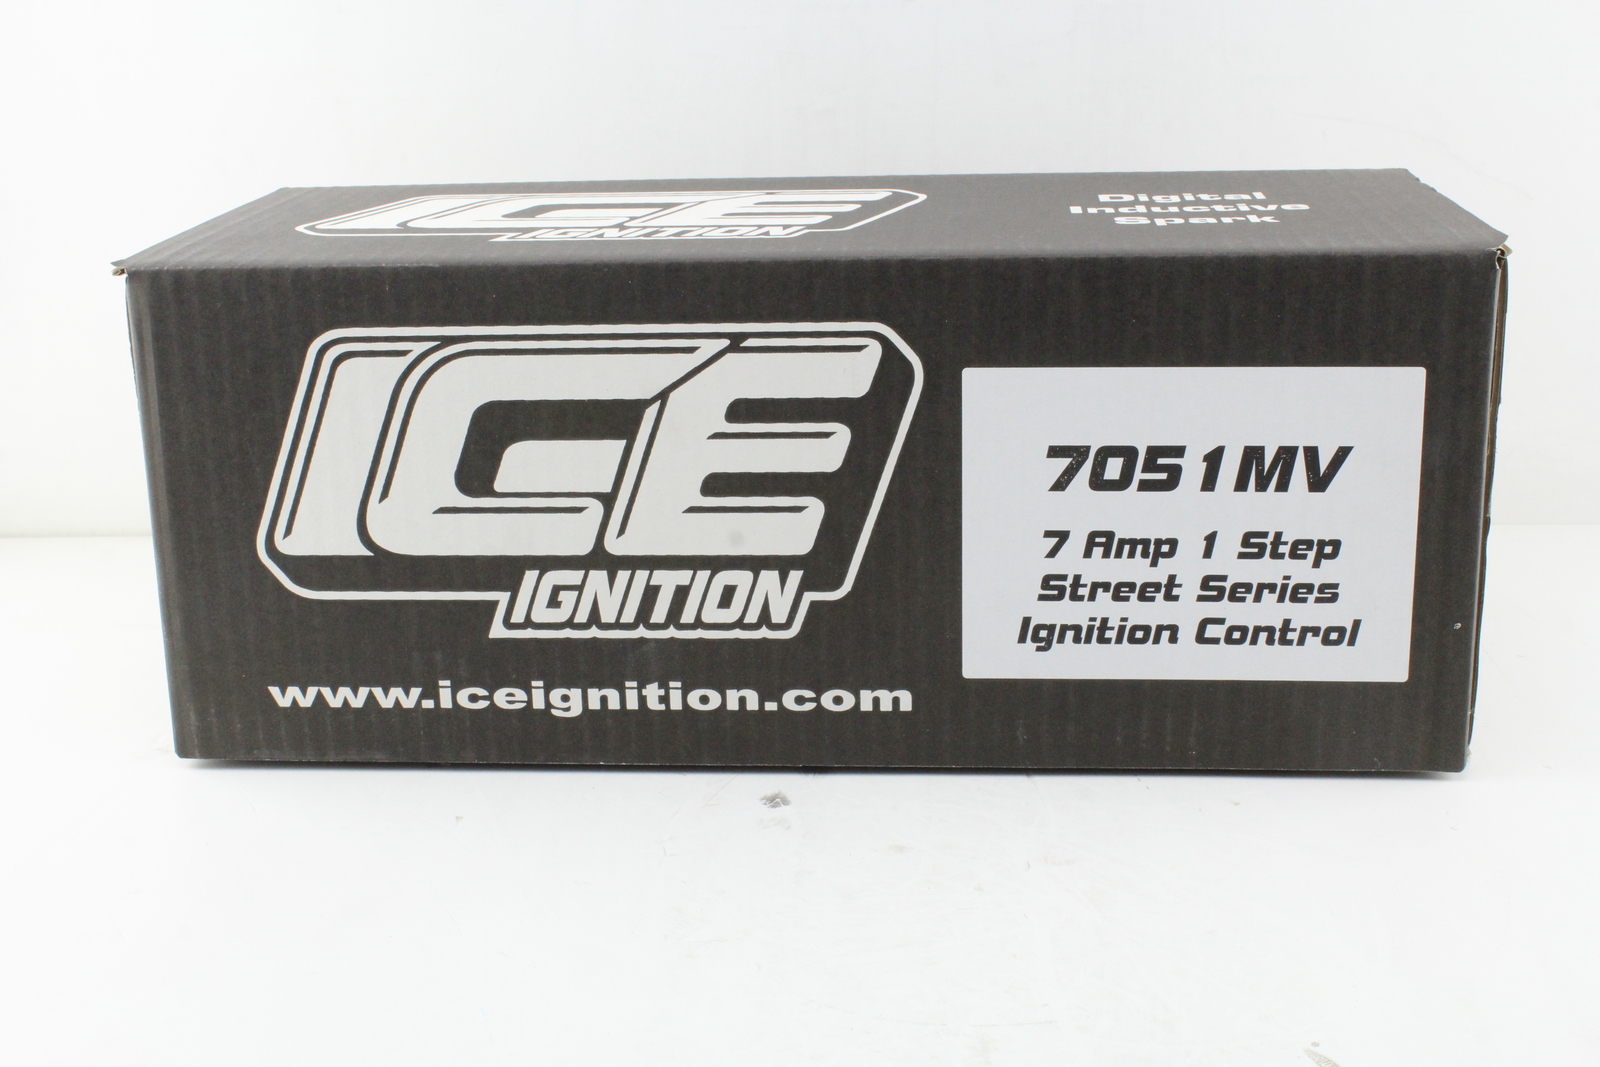 ICE
IGNITION
Digital
Inductive
Spark
ICE
IGNITION
www.iceignition.com
7051MV
7 Amp 1 Step
Street Series
Ignition Control